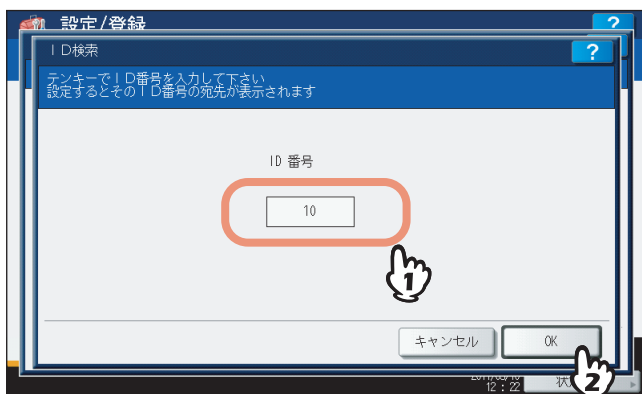 設定/登録
?
ID検索
?
テンキーでID番号を入力して下さい
設定するとそのID番号の宛先が表示されます
ID 番号
10
1
キャンセル
OK
2
12:22